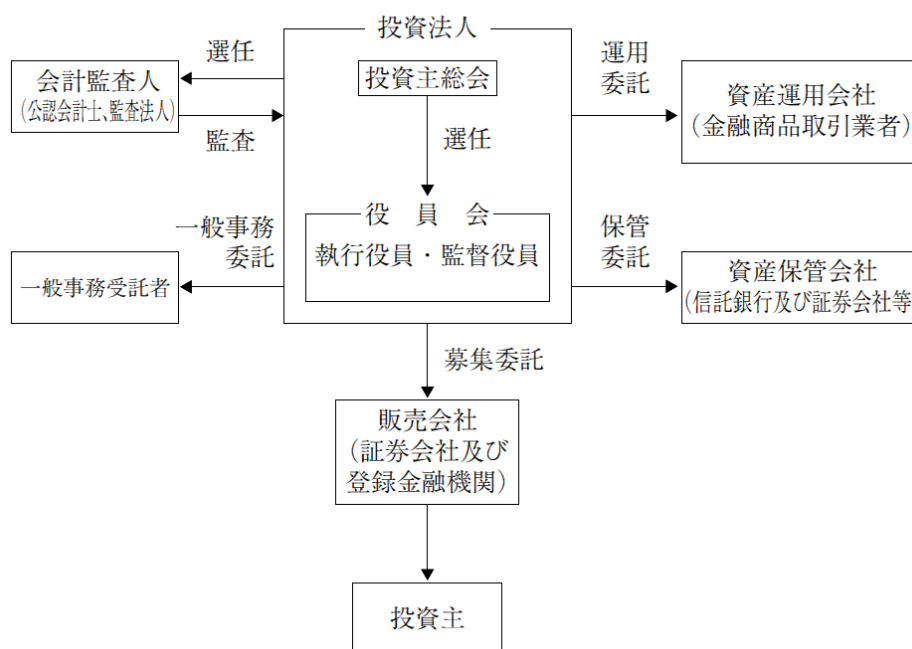 投資法人
選任
会計監査人
(公認会計士、監査法人)
監査
投資主総会
選任
運用
委託
資産運用会社
(金融商品取引業者)
役 員 会
執行役員・監督役員
一般事務
委託
一般事務受託者
保管
委託
資産保管会社
(信託銀行及び証券会社等)
募集委託
販売会社
(証券会社及び
登録金融機関)
投資主